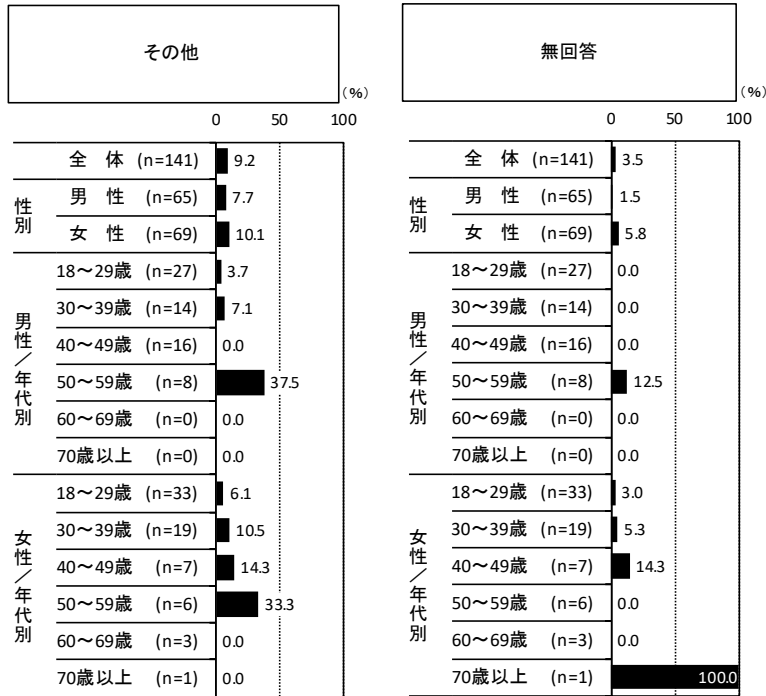 その他
(%)
0 50 100
全 体 (n=141) 9.2
性別
男 性 (n=65) 7.7
女 性 (n=69) 10.1
男性/年代別
18～29歳 (n=27) 3.7
30～39歳 (n=14) 7.1
40～49歳 (n=16) 0.0
50～59歳 (n=8) 37.5
60～69歳 (n=0) 0.0
70歳以上 (n=0) 0.0
女性/年代別
18～29歳 (n=33) 6.1
30～39歳 (n=19) 10.5
40～49歳 (n=7) 14.3
50～59歳 (n=6) 33.3
60～69歳 (n=3) 0.0
70歳以上 (n=1) 0.0
無回答
(%)
0 50 100
全 体 (n=141) 3.5
性別
男 性 (n=65) 1.5
女 性 (n=69) 5.8
男性/年代別
18～29歳 (n=27) 0.0
30～39歳 (n=14) 0.0
40～49歳 (n=16) 0.0
50～59歳 (n=8) 12.5
60～69歳 (n=0) 0.0
70歳以上 (n=0) 0.0
女性/年代別
18～29歳 (n=33) 3.0
30～39歳 (n=19) 5.3
40～49歳 (n=7) 14.3
50～59歳 (n=6) 0.0
60～69歳 (n=3) 0.0
70歳以上 (n=1) 100.0